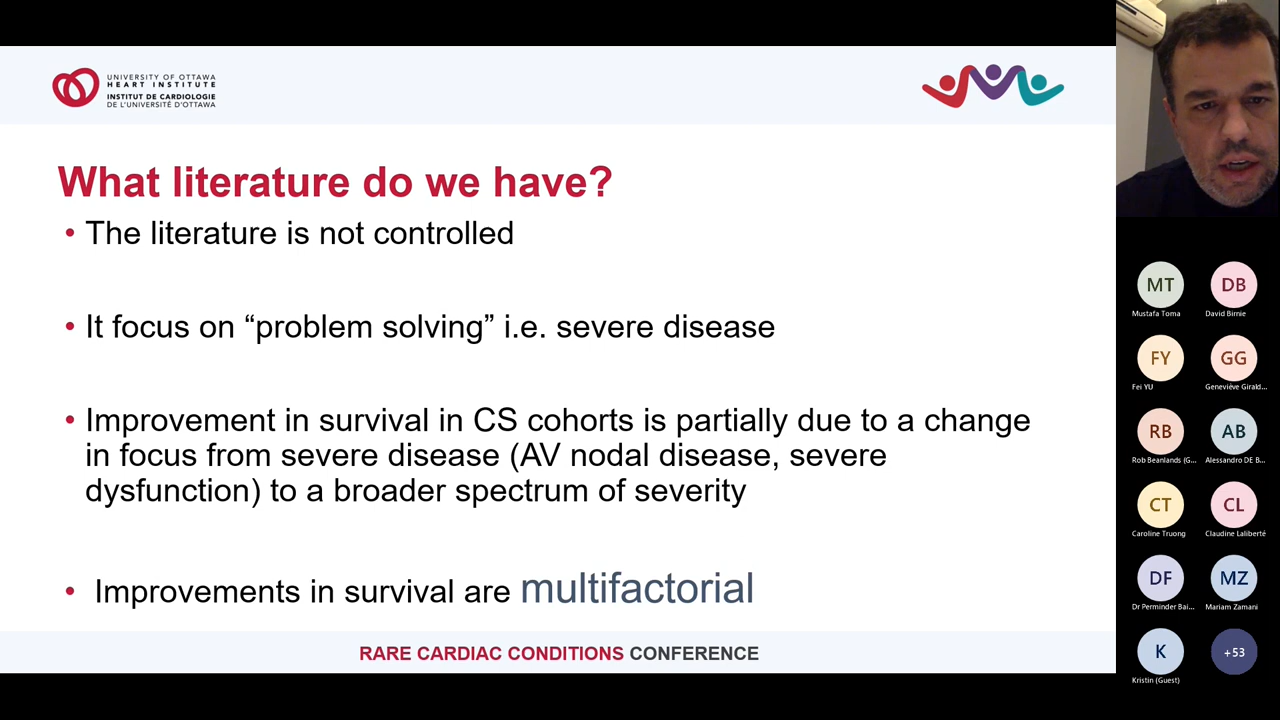 UNIVERSITY OF OTTAWA
HEART INSTITUTE
INSTITUT DE CARDIOLOGIE
DE L'UNIVERSITÉ D'OTTAWA
What literature do we have?
• The literature is not controlled
• It focus on “problem solving” i.e. severe disease
• Improvement in survival in CS cohorts is partially due to a change
in focus from severe disease (AV nodal disease, severe
dysfunction) to a broader spectrum of severity
• Improvements in survival are multifactorial
RARE CARDIAC CONDITIONS CONFERENCE
MT
Mustafa Toma
DB
David Birnie
FY
Fei YU
GG
Geneviève Girald...
RB
Rob Beanlands (G...
AB
Alessandro DE B...
CT
Caroline Truong
CL
Claudine Laliberté
DF
Dr Perminder Bai...
MZ
Mariam Zamani
K
Kristin (Guest)
+53